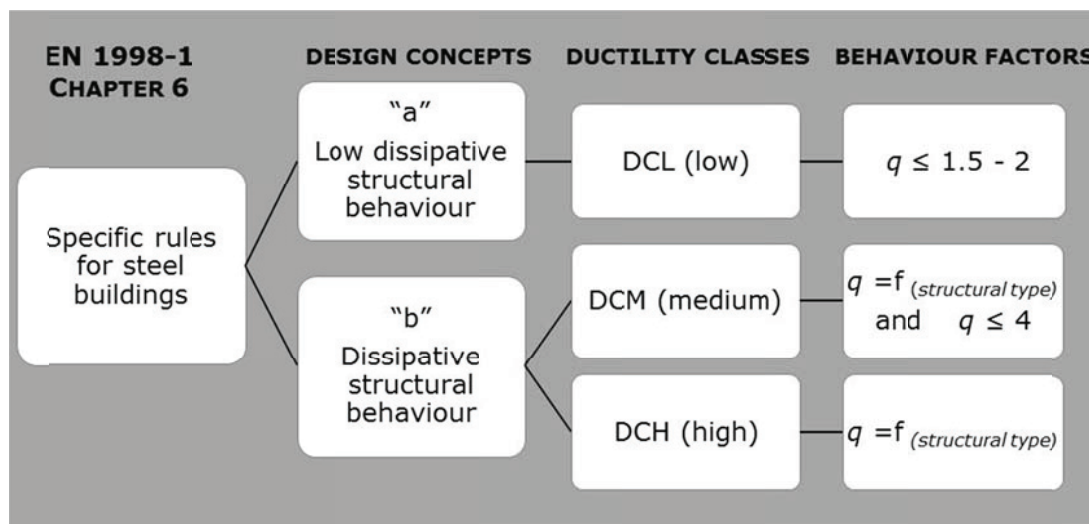 EN 1998-1
CHAPTER 6
DESIGN CONCEPTS
DUCTILITY CLASSES
BEHAVIOUR FACTORS
Specific rules
for steel
buildings
“a”
Low dissipative
structural
behaviour
DCL (low)
q ≤ 1.5 - 2
“b”
Dissipative
structural
behaviour
DCM (medium)
q =f (structural type)
and q ≤ 4
DCH (high)
q =f (structural type)